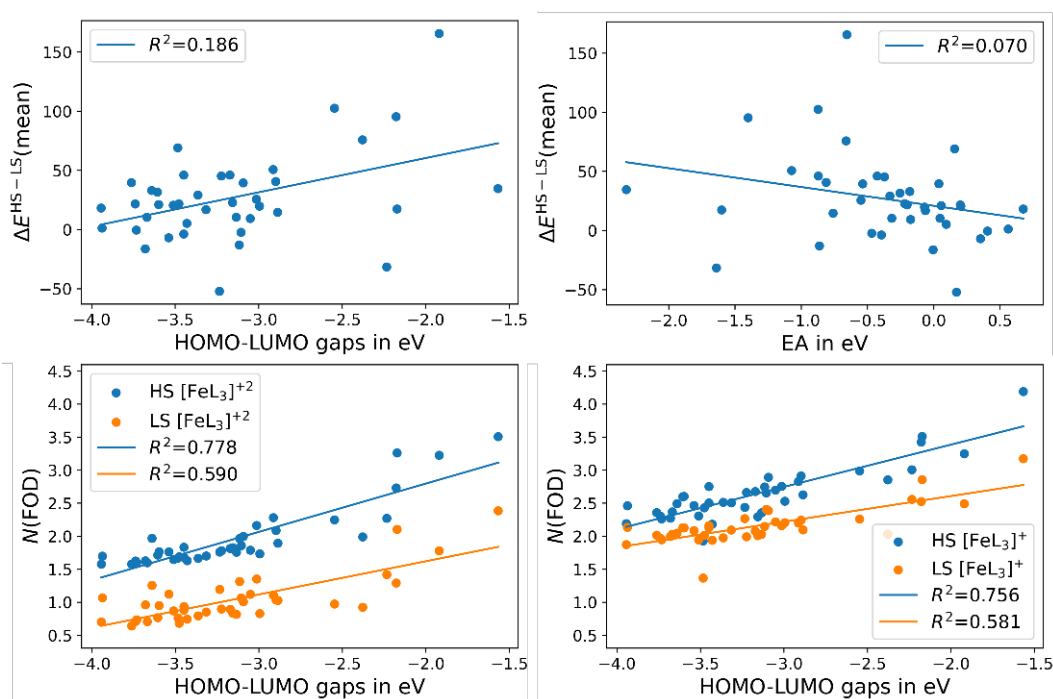 R²=0.186
ΔE^HS−LS(mean)
150
100
50
0
−50
−4.0 −3.5 −3.0 −2.5 −2.0 −1.5
HOMO-LUMO gaps in eV
R²=0.070
ΔE^HS−LS(mean)
150
100
50
0
−50
−2.0 −1.5 −1.0 −0.5 0.0 0.5
EA in eV
HS [FeL₃]⁺²
LS [FeL₃]⁺²
R²=0.778
R²=0.590
N(FOD)
4.5
4.0
3.5
3.0
2.5
2.0
1.5
1.0
0.5
−4.0 −3.5 −3.0 −2.5 −2.0 −1.5
HOMO-LUMO gaps in eV
N(FOD)
4.5
4.0
3.5
3.0
2.5
2.0
1.5
1.0
0.5
HS [FeL₃]⁺
LS [FeL₃]⁺
R²=0.756
R²=0.581
−4.0 −3.5 −3.0 −2.5 −2.0 −1.5
HOMO-LUMO gaps in eV